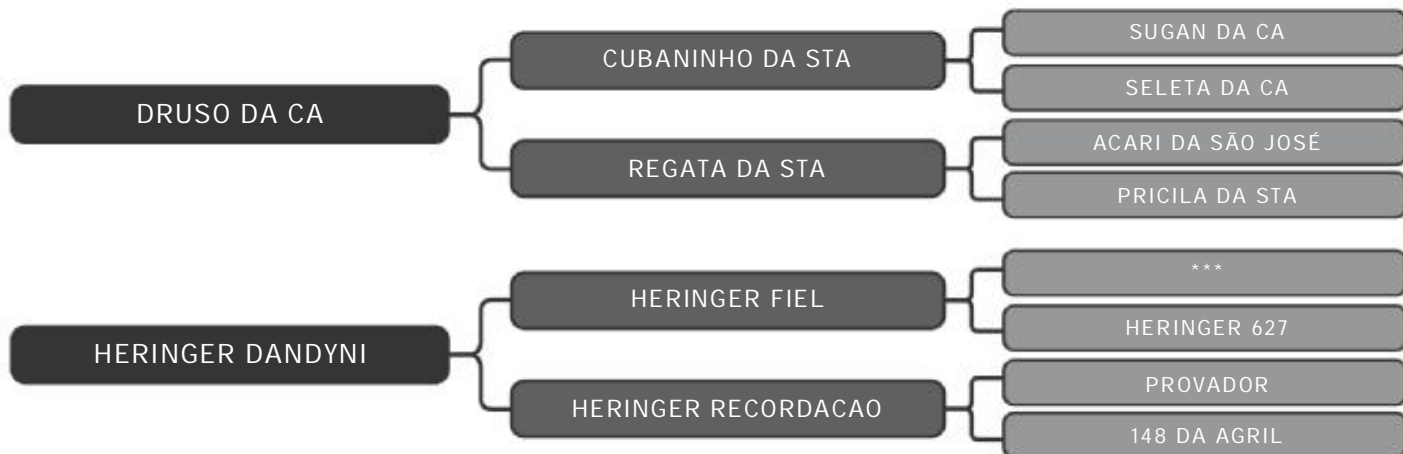 DRUSO DA CA
CUBANINHO DA STA
REGATA DA STA
SUGAN DA CA
SELETA DA CA
ACARI DA SÃO JOSÉ
PRICILA DA STA
HERINGER DANDYNI
HERINGER FIEL
HERINGER RECORDACAO
***
HERINGER 627
PROVADOR
148 DA AGRIL